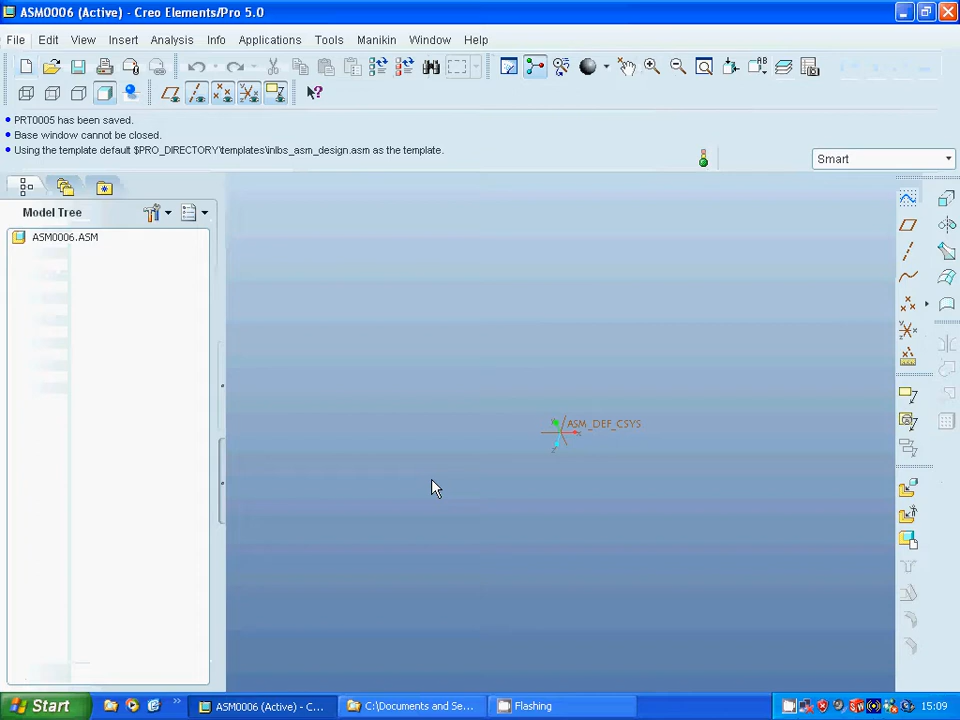 ASM0006 (Active) - Creo Elements/Pro 5.0
File Edit View Insert Analysis Info Applications Tools Manikin Window Help
PRT0005 has been saved.
Base window cannot be closed.
Using the template default $PRO_DIRECTORY\templates\inlbs_asm_design.asm as the template.
Smart
Model Tree
ASM0006.ASM
ASM_DEF_CSYS
Start
ASM0006 (Active) - C...
C:\Documents and Se...
Flashing
15:09